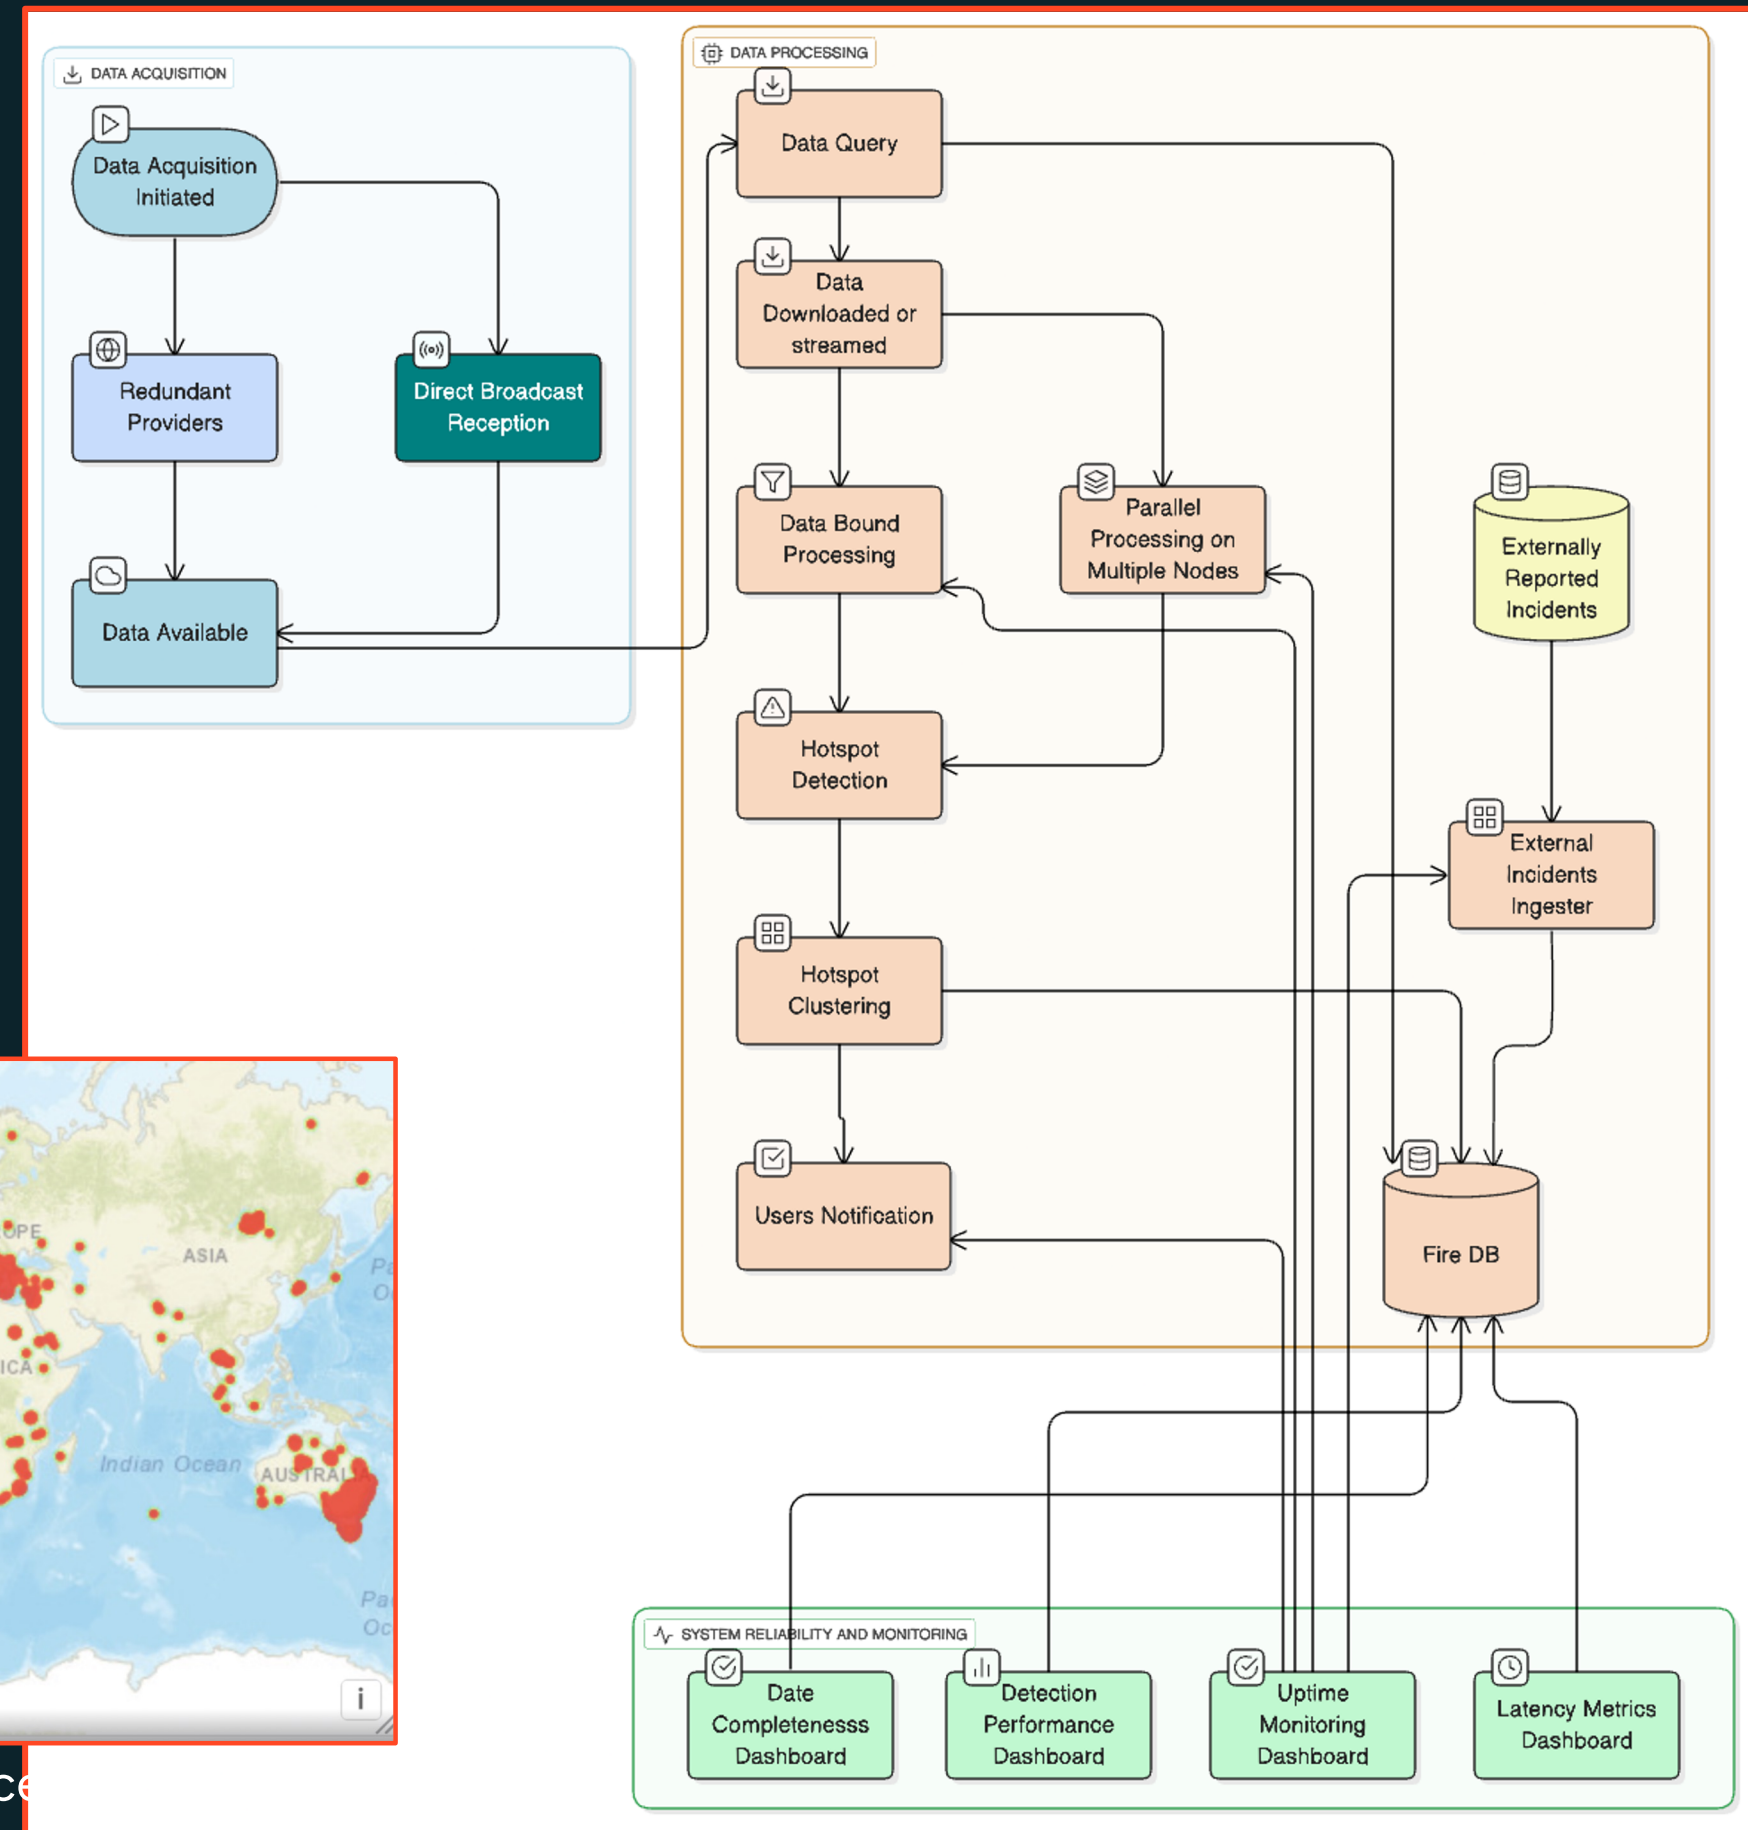 DATA ACQUISITION
Data Acquisition
Initiated
Redundant
Providers
Direct Broadcast
Reception
Data Available
DATA PROCESSING
Data Query
Data
Downloaded or
streamed
Data Bound
Processing
Parallel
Processing on
Multiple Nodes
Externally
Reported
Incidents
Hotspot
Detection
External
Incidents
Ingester
Hotspot
Clustering
Users Notification
Fire DB
ASIA
Indian Ocean
AUSTRALIA
i
SYSTEM RELIABILITY AND MONITORING
Date
Completenesss
Dashboard
Detection
Performance
Dashboard
Uptime
Monitoring
Dashboard
Latency Metrics
Dashboard